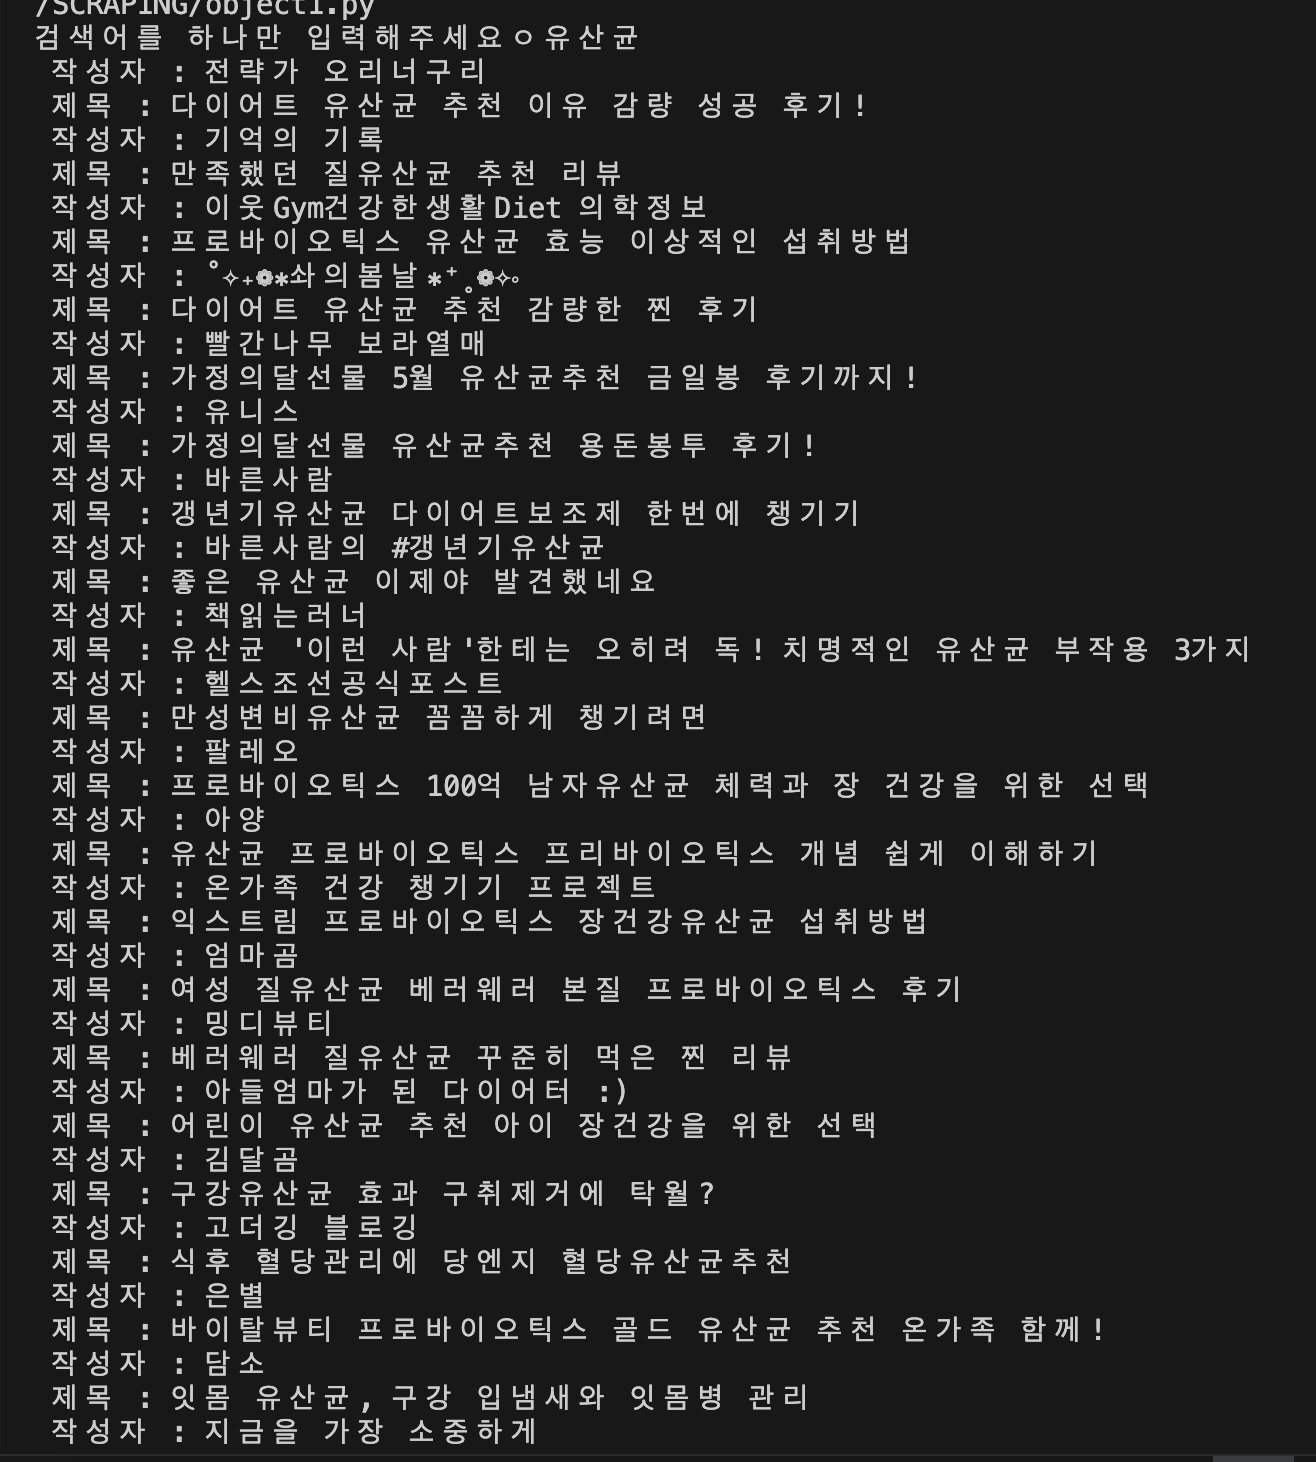 /SCRAPING/object1.py
검색어를 하나만 입력해주세요ㅇ유산균
작성자 : 전략가 오리너구리
제목 : 다이어트 유산균 추천 이유 감량 성공 후기!
작성자 : 기억의 기록
제목 : 만족했던 질유산균 추천 리뷰
작성자 : 이웃Gym건강한생활Diet 의학정보
제목 : 프로바이오틱스 유산균 효능 이상적인 섭취방법
작성자 : ˚✧₊❁✱솨의봄날✱⁺˳❁✧◦
제목 : 다이어트 유산균 추천 감량한 찐 후기
작성자 : 빨간나무 보라열매
제목 : 가정의달선물 5월 유산균추천 금일봉 후기까지!
작성자 : 유니스
제목 : 가정의달선물 유산균추천 용돈봉투 후기!
작성자 : 바른사람
제목 : 갱년기유산균 다이어트보조제 한번에 챙기기
작성자 : 바른사람의 #갱년기유산균
제목 : 좋은 유산균 이제야 발견했네요
작성자 : 책읽는러너
제목 : 유산균 '이런 사람'한테는 오히려 독! 치명적인 유산균 부작용 3가지
작성자 : 헬스조선공식포스트
제목 : 만성변비유산균 꼼꼼하게 챙기려면
작성자 : 팔레오
제목 : 프로바이오틱스 100억 남자유산균 체력과 장 건강을 위한 선택
작성자 : 아양
제목 : 유산균 프로바이오틱스 프리바이오틱스 개념 쉽게 이해하기
작성자 : 온가족 건강 챙기기 프로젝트
제목 : 익스트림 프로바이오틱스 장건강유산균 섭취방법
작성자 : 엄마곰
제목 : 여성 질유산균 베러웨러 본질 프로바이오틱스 후기
작성자 : 밍디뷰티
제목 : 베러웨러 질유산균 꾸준히 먹은 찐 리뷰
작성자 : 아들엄마가 된 다이어터 :)
제목 : 어린이 유산균 추천 아이 장건강을 위한 선택
작성자 : 김달곰
제목 : 구강유산균 효과 구취제거에 탁월?
작성자 : 고더깅 블로깅
제목 : 식후 혈당관리에 당엔지 혈당유산균추천
작성자 : 은별
제목 : 바이탈뷰티 프로바이오틱스 골드 유산균 추천 온가족 함께!
작성자 : 담소
제목 : 잇몸 유산균, 구강 입냄새와 잇몸병 관리
작성자 : 지금을 가장 소중하게